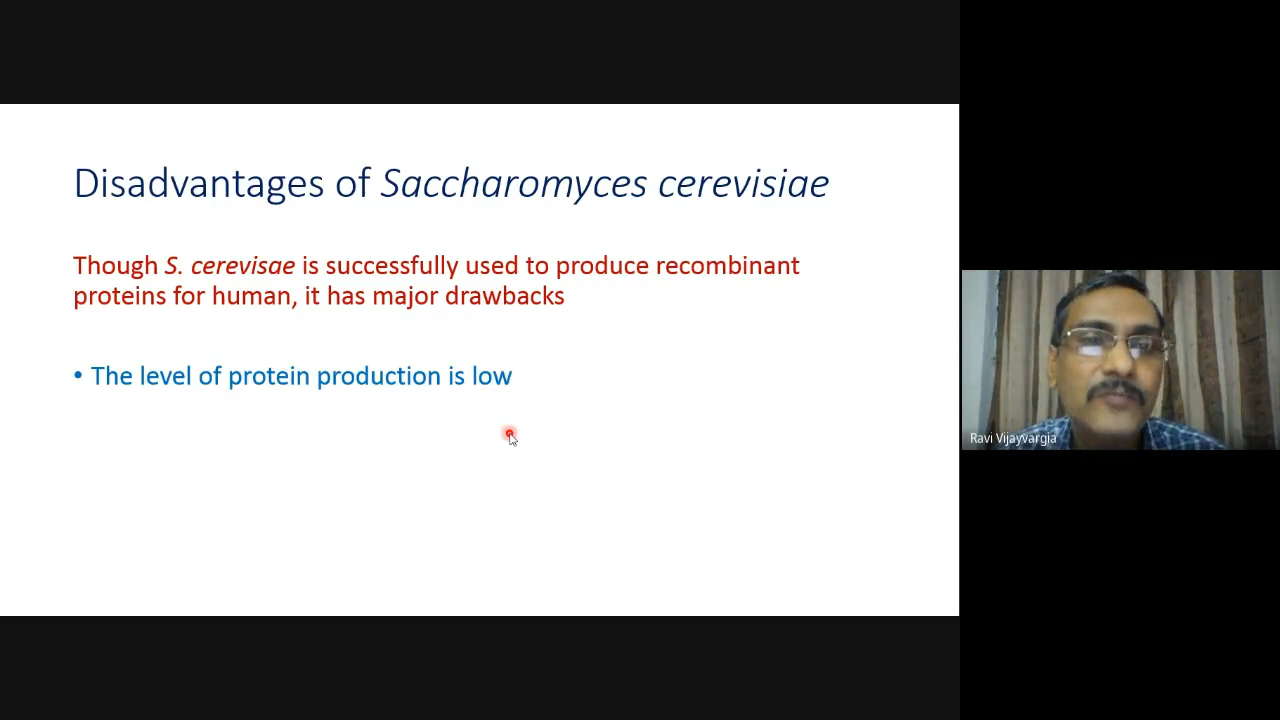 Disadvantages of Saccharomyces cerevisiae
Though S. cerevisae is successfully used to produce recombinant
proteins for human, it has major drawbacks
• The level of protein production is low
Ravi Vijayvargia